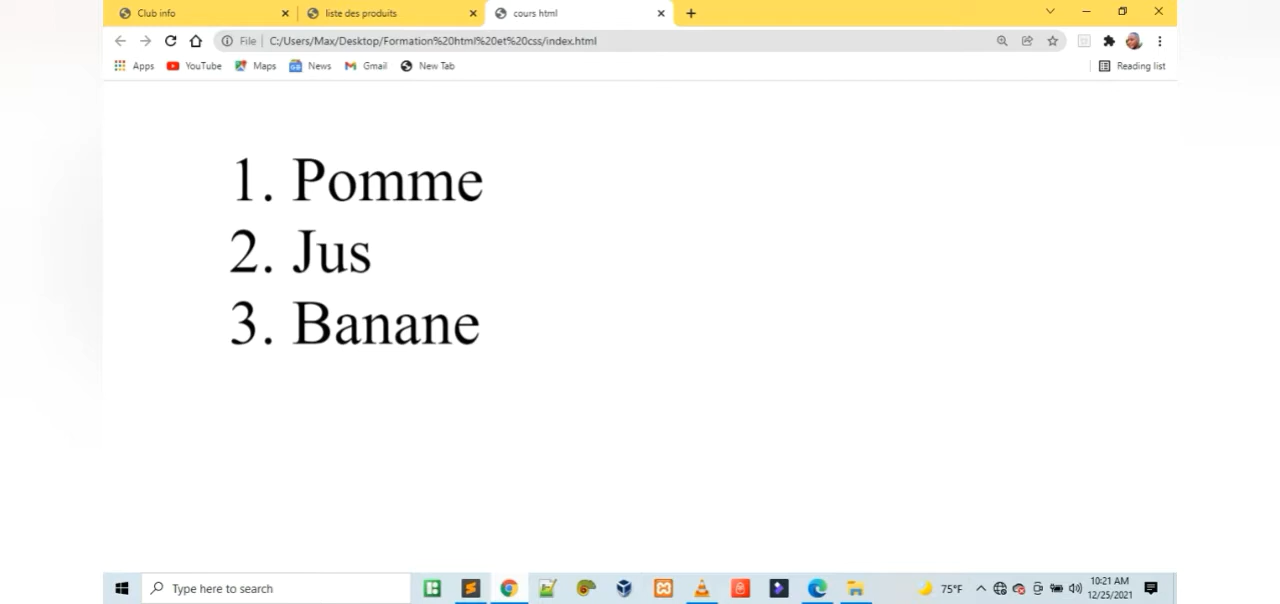 Club info
liste des produits
cours html
File C:/Users/Max/Desktop/Formation%20html%20et%20css/index.html
Apps YouTube Maps News Gmail New Tab Reading list
1. Pomme
2. Jus
3. Banane
Type here to search
75°F
10:21 AM
12/25/2021